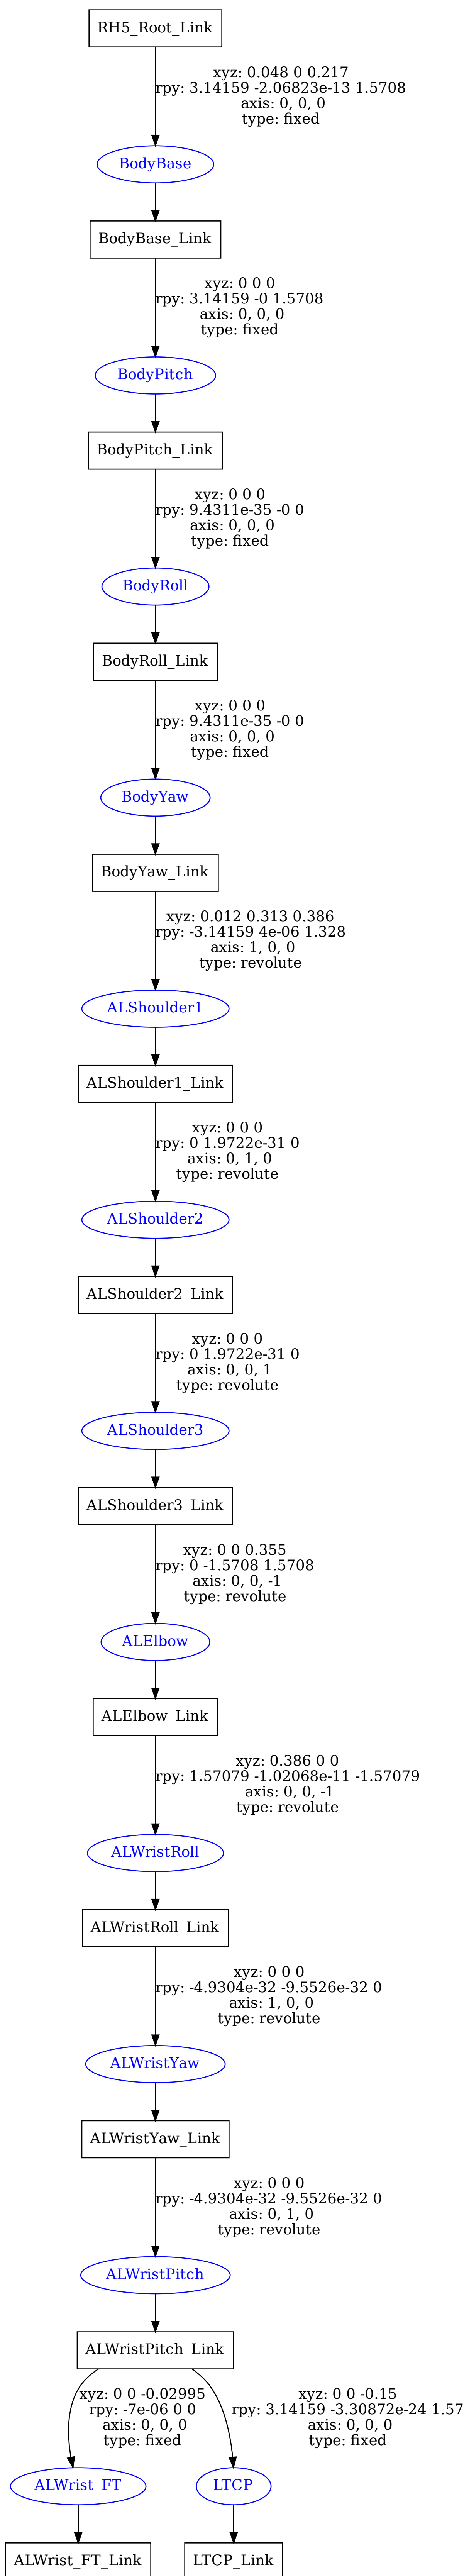 RH5_Root_Link
xyz: 0.048 0 0.217
rpy: 3.14159 -2.06823e-13 1.5708
axis: 0, 0, 0
type: fixed
BodyBase
BodyBase_Link
xyz: 0 0 0
rpy: 3.14159 -0 1.5708
axis: 0, 0, 0
type: fixed
BodyPitch
BodyPitch_Link
xyz: 0 0 0
rpy: 9.4311e-35 -0 0
axis: 0, 0, 0
type: fixed
BodyRoll
BodyRoll_Link
xyz: 0 0 0
rpy: 9.4311e-35 -0 0
axis: 0, 0, 0
type: fixed
BodyYaw
BodyYaw_Link
xyz: 0.012 0.313 0.386
rpy: -3.14159 4e-06 1.328
axis: 1, 0, 0
type: revolute
ALShoulder1
ALShoulder1_Link
xyz: 0 0 0
rpy: 0 1.9722e-31 0
axis: 0, 1, 0
type: revolute
ALShoulder2
ALShoulder2_Link
xyz: 0 0 0
rpy: 0 1.9722e-31 0
axis: 0, 0, 1
type: revolute
ALShoulder3
ALShoulder3_Link
xyz: 0 0 0.355
rpy: 0 -1.5708 1.5708
axis: 0, 0, -1
type: revolute
ALElbow
ALElbow_Link
xyz: 0.386 0 0
rpy: 1.57079 -1.02068e-11 -1.57079
axis: 0, 0, -1
type: revolute
ALWristRoll
ALWristRoll_Link
xyz: 0 0 0
rpy: -4.9304e-32 -9.5526e-32 0
axis: 1, 0, 0
type: revolute
ALWristYaw
ALWristYaw_Link
xyz: 0 0 0
rpy: -4.9304e-32 -9.5526e-32 0
axis: 0, 1, 0
type: revolute
ALWristPitch
ALWristPitch_Link
xyz: 0 0 -0.02995
rpy: -7e-06 0 0
axis: 0, 0, 0
type: fixed
xyz: 0 0 -0.15
rpy: 3.14159 -3.30872e-24 1.57
axis: 0, 0, 0
type: fixed
ALWrist_FT
LTCP
ALWrist_FT_Link
LTCP_Link